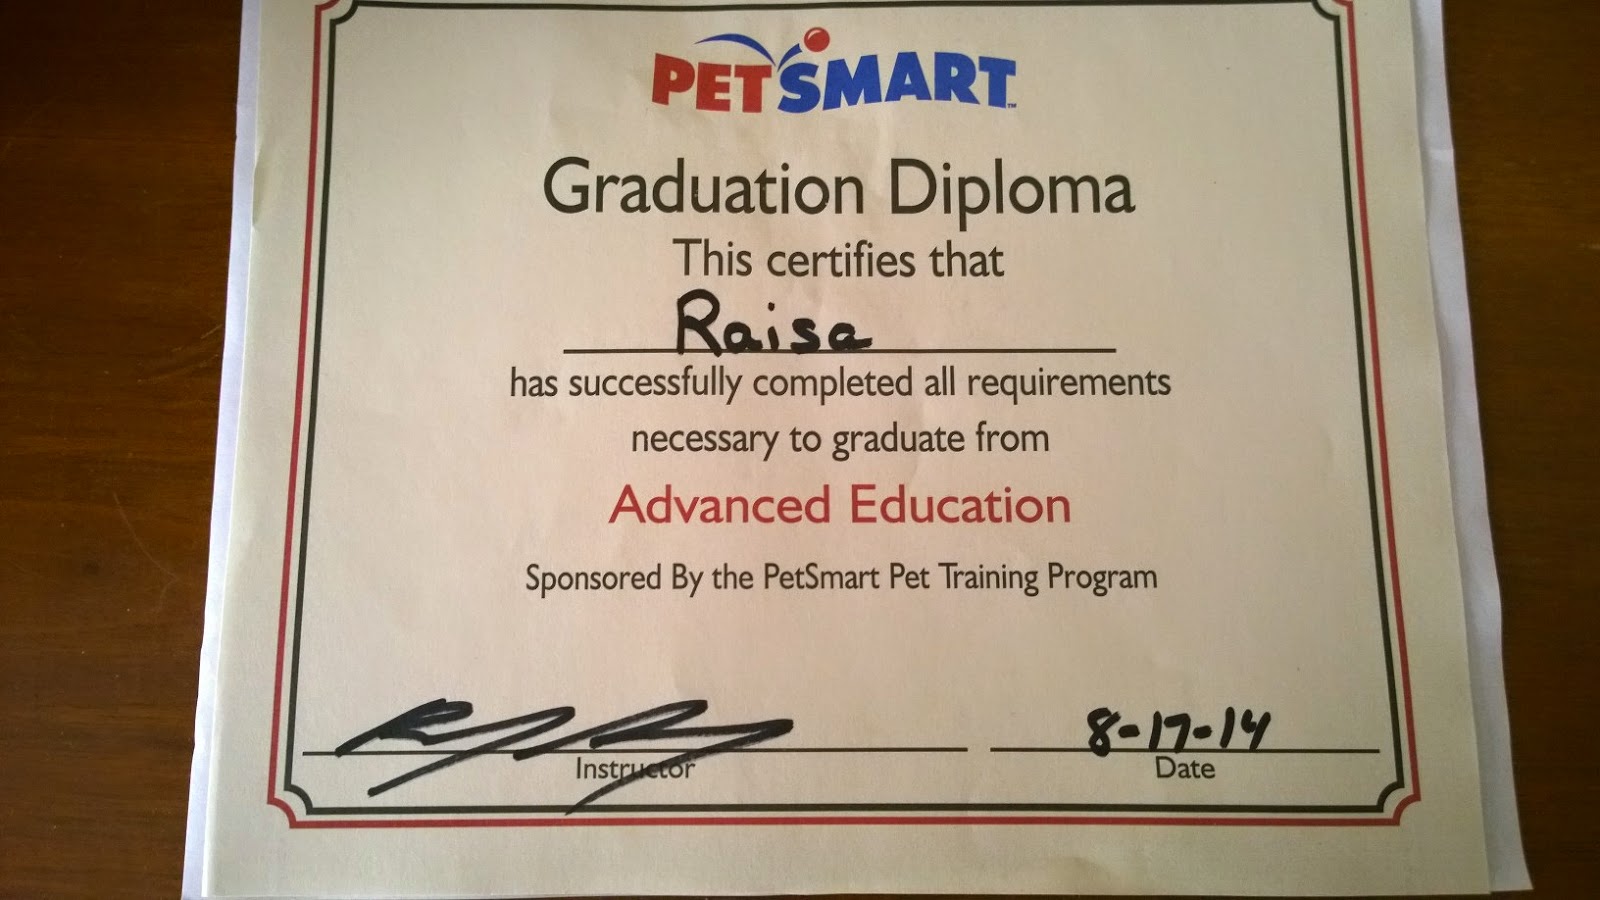 PETSMART™
Graduation Diploma
This certifies that
Raisa
has successfully completed all requirements
necessary to graduate from
Advanced Education
Sponsored By the PetSmart Pet Training Program
8-17-14
Instructor Date